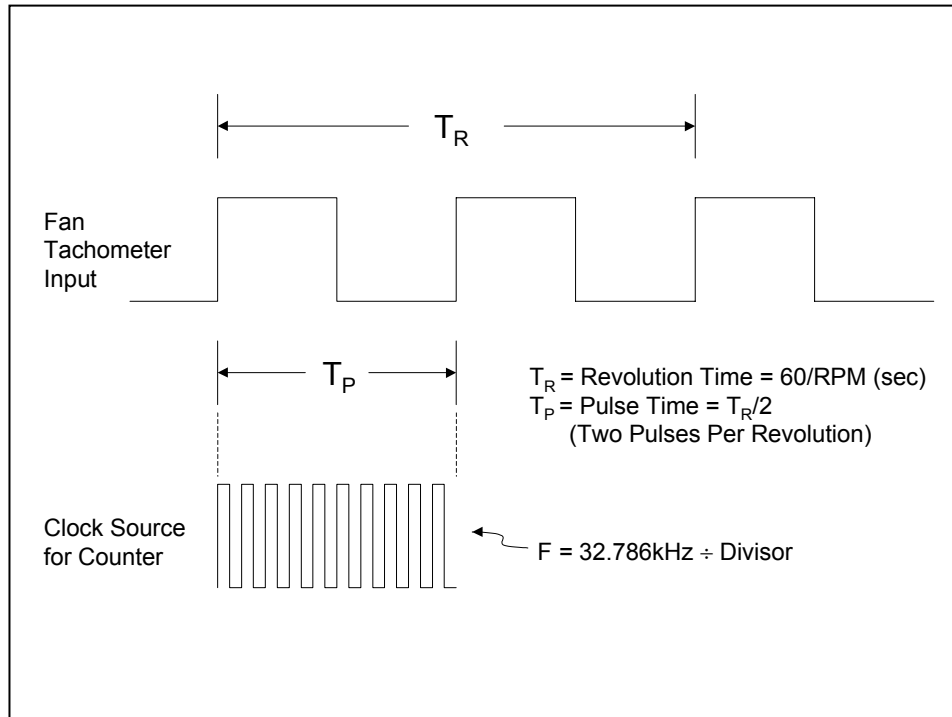 T_R
Fan
Tachometer
Input
T_P
T_R = Revolution Time = 60/RPM (sec)
T_P = Pulse Time = T_R/2
(Two Pulses Per Revolution)
Clock Source
for Counter
F = 32.786kHz ÷ Divisor